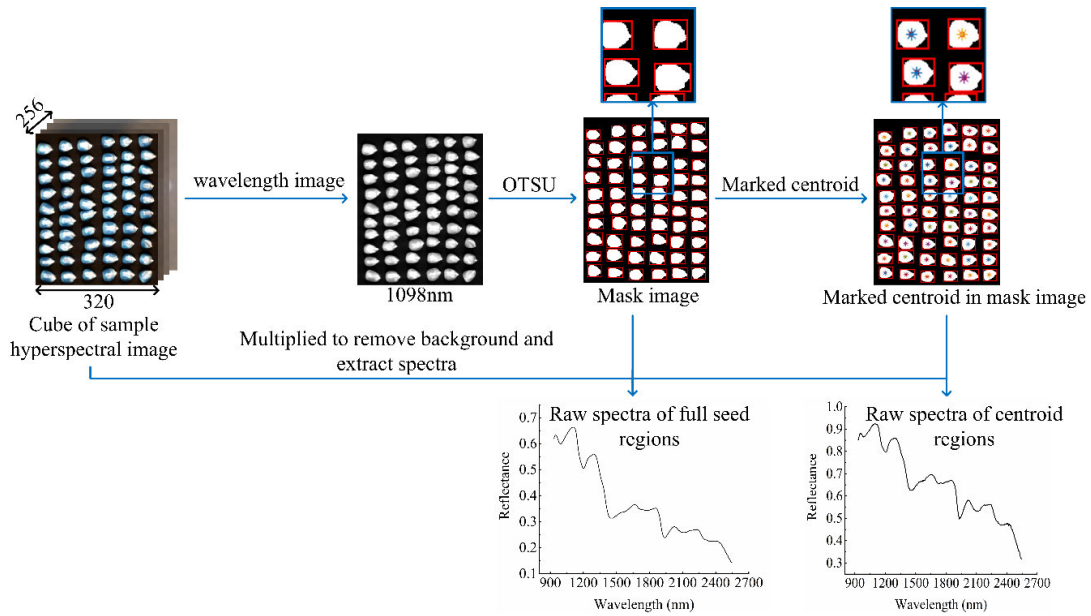 256
320
Cube of sample
hyperspectral image
wavelength image
1098nm
OTSU
Mask image
Marked centroid
Marked centroid in mask image
Multiplied to remove background and
extract spectra
Raw spectra of full seed
regions
Reflectance
0.7
0.6
0.5
0.4
0.3
0.2
0.1
900 1200 1500 1800 2100 2400 2700
Wavelength (nm)
Raw spectra of centroid
regions
Reflectance
1.0
0.9
0.8
0.7
0.6
0.5
0.4
0.3
900 1200 1500 1800 2100 2400 2700
Wavelength (nm)